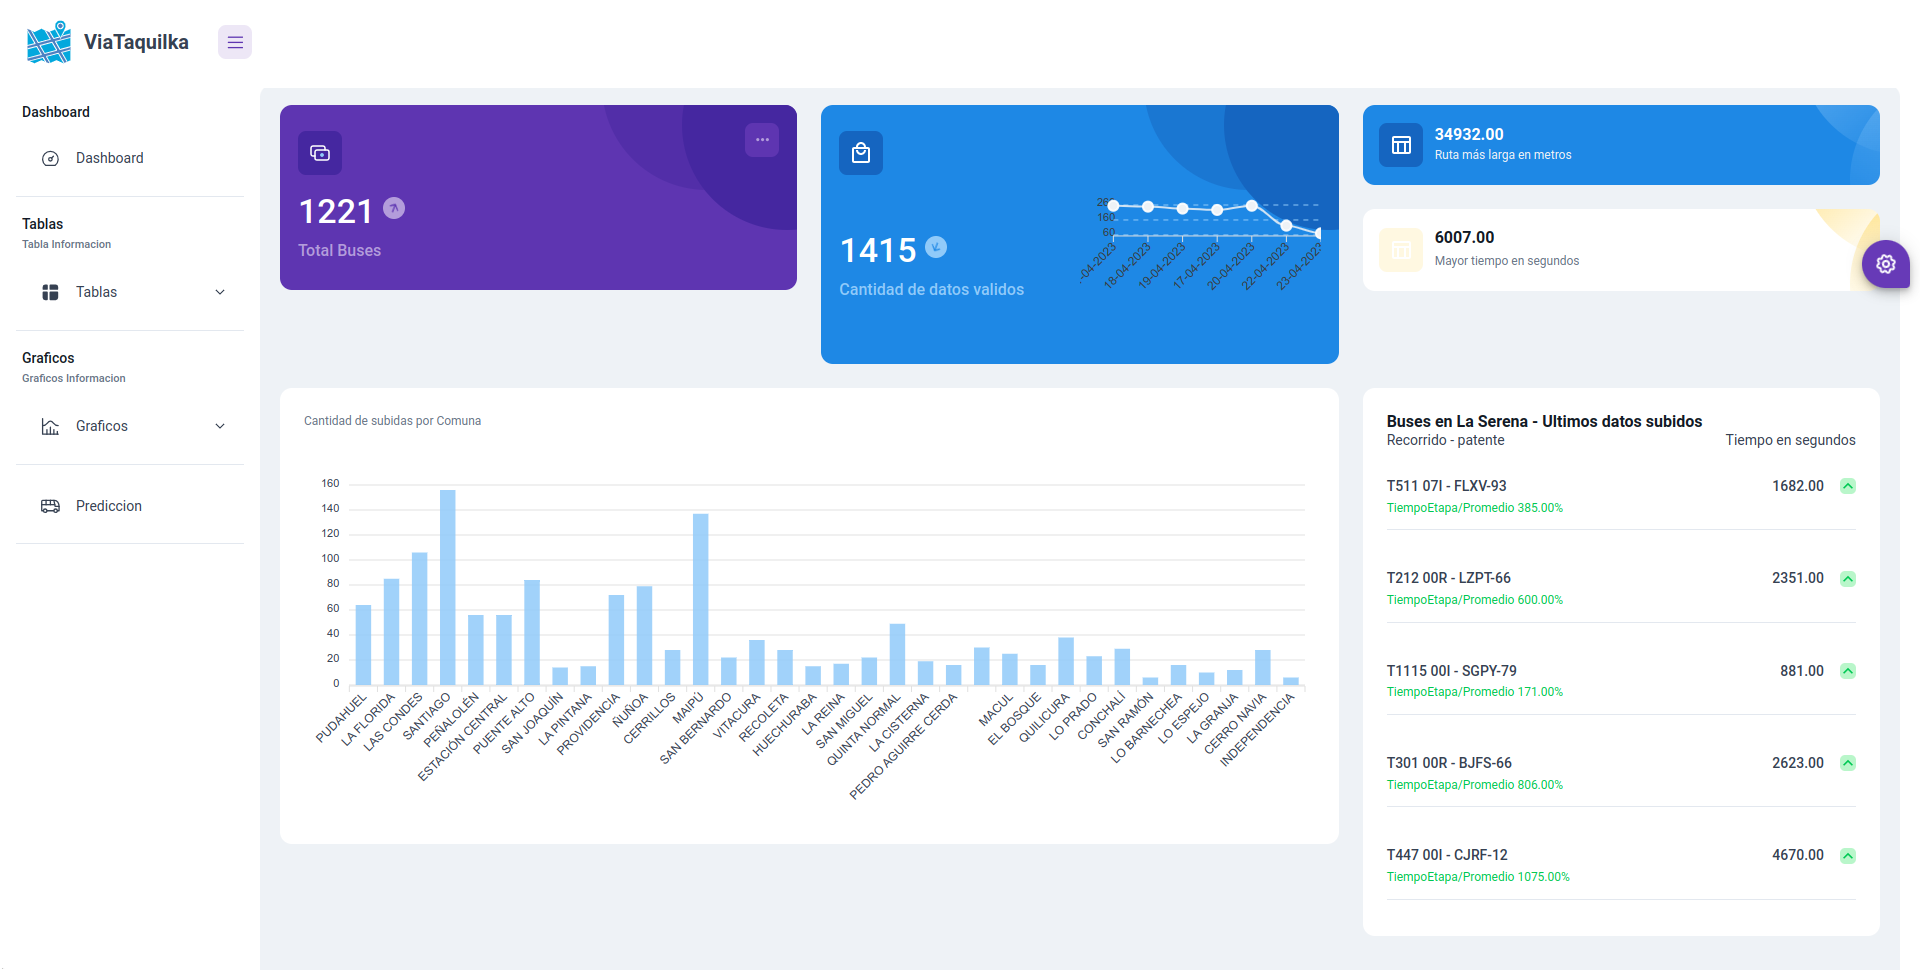 ViaTaquilka
Dashboard
Dashboard
Tablas
Tabla Informacion
Tablas
Graficos
Graficos Informacion
Graficos
Prediccion
1221
Total Buses
1415
Cantidad de datos validos
160
60
-04-2023
18-04-2023
19-04-2023
17-04-2023
20-04-2023
22-04-2023
23-04-2023
34932.00
Ruta más larga en metros
6007.00
Mayor tiempo en segundos
Cantidad de subidas por Comuna
160
140
120
100
80
60
40
20
0
PUDAHUEL
LA FLORIDA
LAS CONDES
SANTIAGO
PEÑALOLÉN
ESTACIÓN CENTRAL
PUENTE ALTO
SAN JOAQUÍN
LA PINTANA
PROVIDENCIA
ÑUÑOA
CERRILLOS
MAIPÚ
SAN BERNARDO
VITACURA
RECOLETA
HUECHURABA
LA REINA
SAN MIGUEL
QUINTA NORMAL
LA CISTERNA
PEDRO AGUIRRE CERDA
MACUL
EL BOSQUE
QUILICURA
LO PRADO
CONCHALÍ
SAN RAMÓN
LO BARNECHEA
LO ESPEJO
LA GRANJA
CERRO NAVIA
INDEPENDENCIA
Buses en La Serena - Ultimos datos subidos
Recorrido - patente Tiempo en segundos
T511 07I - FLXV-93 1682.00
TiempoEtapa/Promedio 385.00%
T212 00R - LZPT-66 2351.00
TiempoEtapa/Promedio 600.00%
T1115 00I - SGPY-79 881.00
TiempoEtapa/Promedio 171.00%
T301 00R - BJFS-66 2623.00
TiempoEtapa/Promedio 806.00%
T447 00I - CJRF-12 4670.00
TiempoEtapa/Promedio 1075.00%